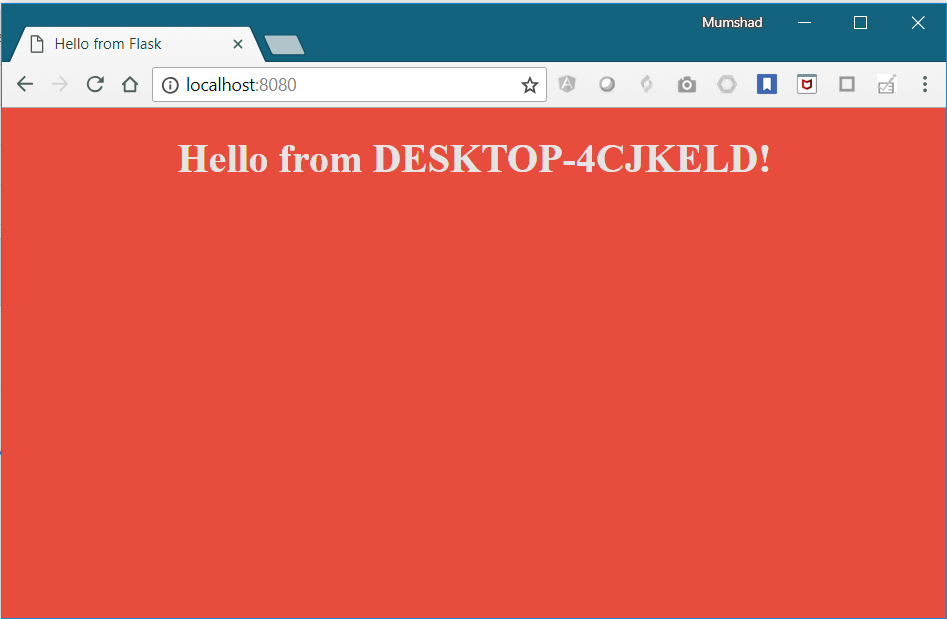 Mumshad
Hello from Flask
localhost:8080
Hello from DESKTOP-4CJKELD!